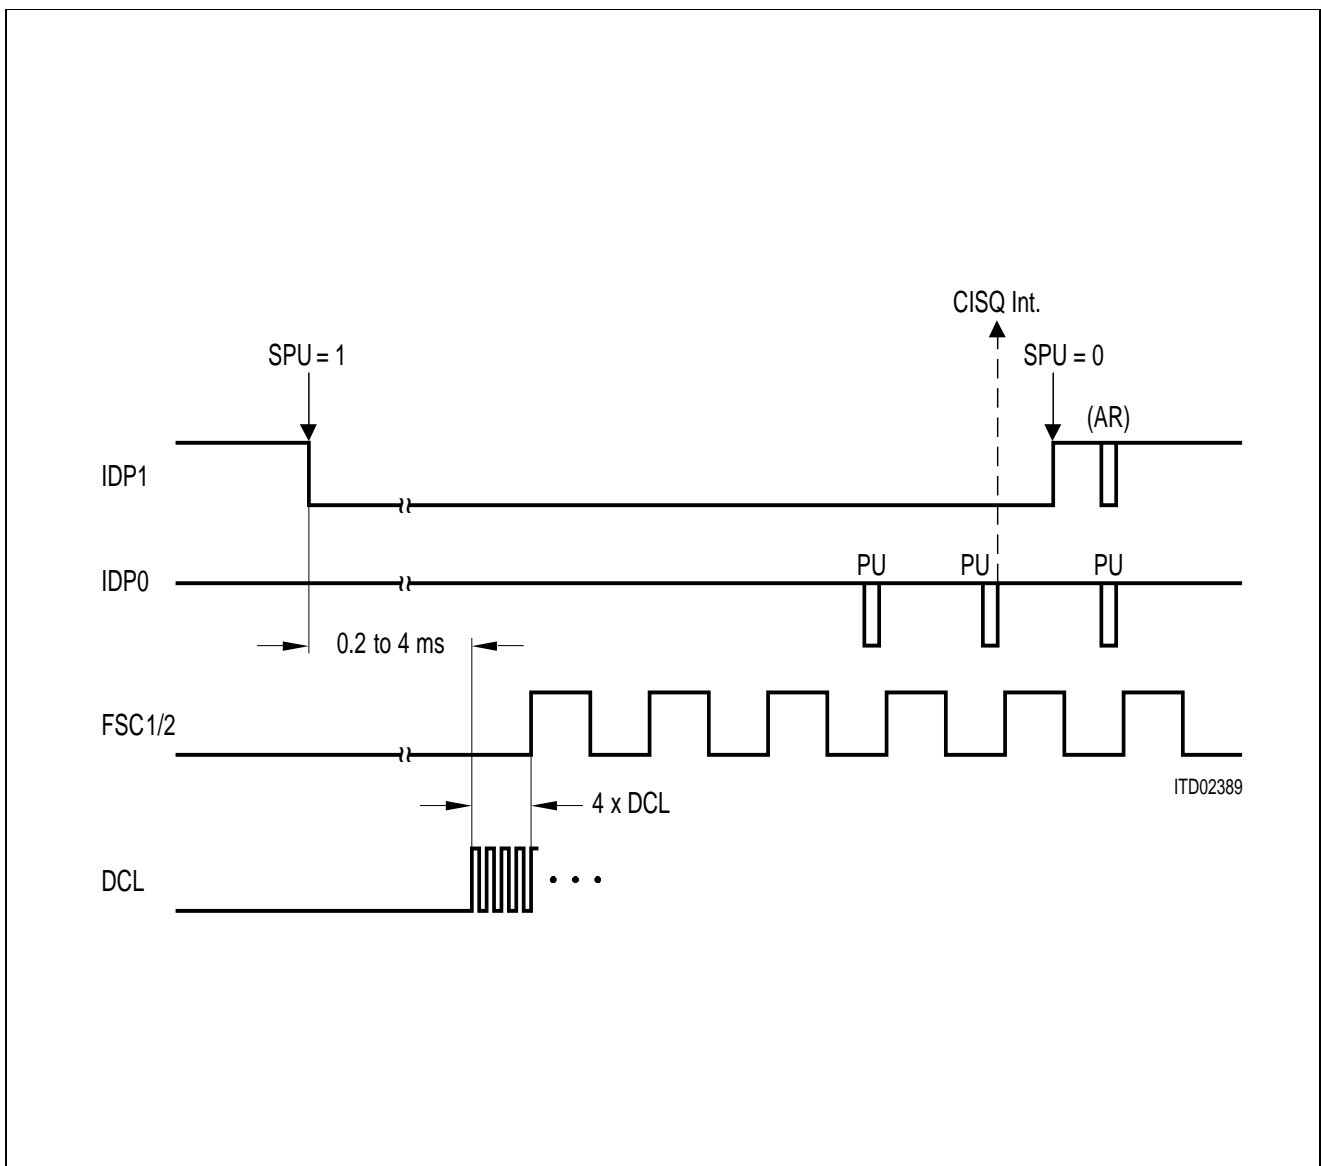 CISQ Int.
SPU = 1
SPU = 0
(AR)
IDP1
PU
PU
PU
IDP0
0.2 to 4 ms
FSC1/2
ITD02389
4 x DCL
DCL